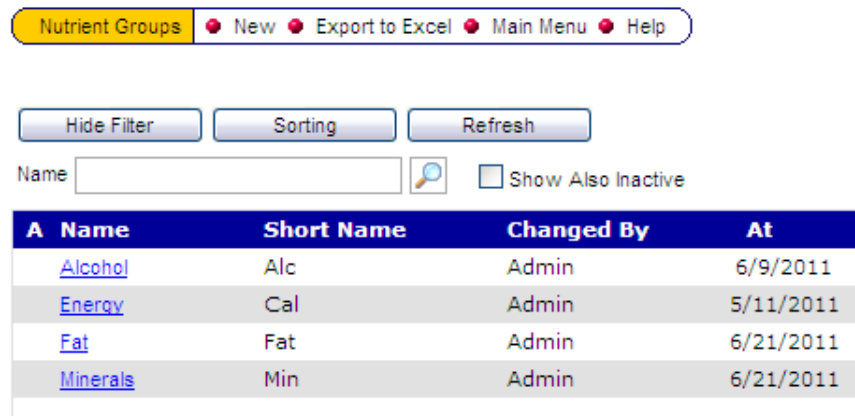 Nutrient Groups New Export to Excel Main Menu Help
Hide Filter Sorting Refresh
Name Show Also Inactive
A Name Short Name Changed By At
Alcohol Alc Admin 6/9/2011
Energy Cal Admin 5/11/2011
Fat Fat Admin 6/21/2011
Minerals Min Admin 6/21/2011